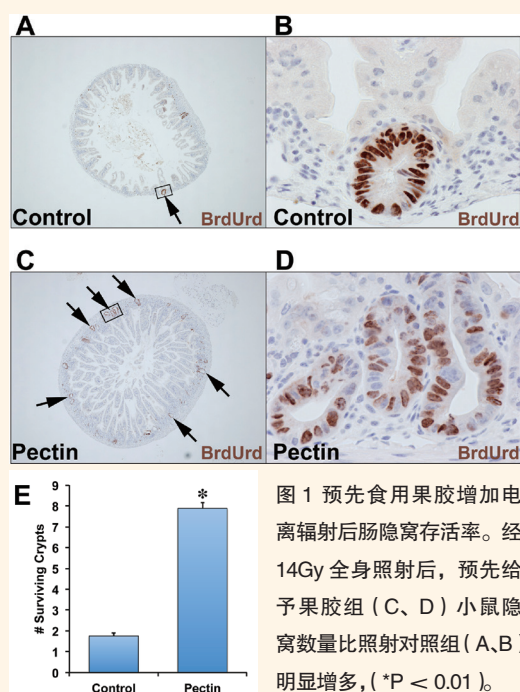 A
B
Control
BrdUrd
Control
BrdUrd
C
D
Pectin
BrdUrd
Pectin
BrdUrd
E
# Surviving Crypts
9
8
7
6
5
4
3
2
1
0
*
Control
Pectin
图 1 预先食用果胶增加电
离辐射后肠隐窝存活率。经
14Gy 全身照射后，预先给
予果胶组（C、D）小鼠隐
窝数量比照射对照组（A、B）
明显增多，（*P < 0.01）。